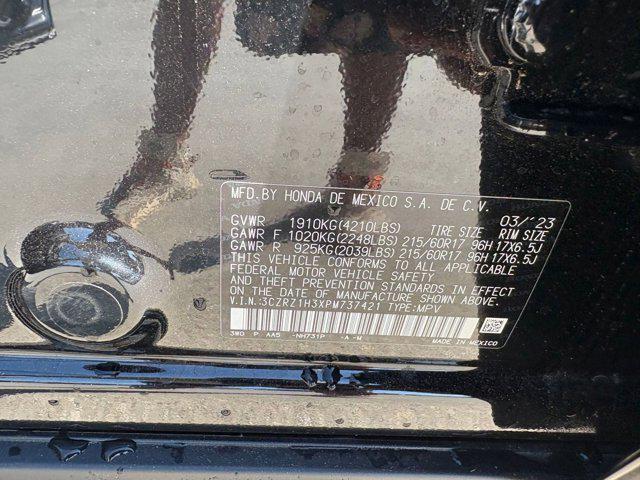 MFD.BY HONDA DE MEXICO S.A. DE C.V.
03/'23
GVWR 1910KG(4210LBS) TIRE SIZE RIM SIZE
GAWR F 1020KG(2248LBS) 215/60R17 96H 17X6.5J
GAWR R 925KG(2039LBS) 215/60R17 96H 17X6.5J
THIS VEHICLE CONFORMS TO ALL APPLICABLE
FEDERAL MOTOR VEHICLE SAFETY
AND THEFT PREVENTION STANDARDS IN EFFECT
ON THE DATE OF MANUFACTURE SHOWN ABOVE.
V.I.N.:3CZRZ1H3XPM737421 TYPE:MPV
3W0 P AA5 -NH731P -A -M MADE IN MEXICO